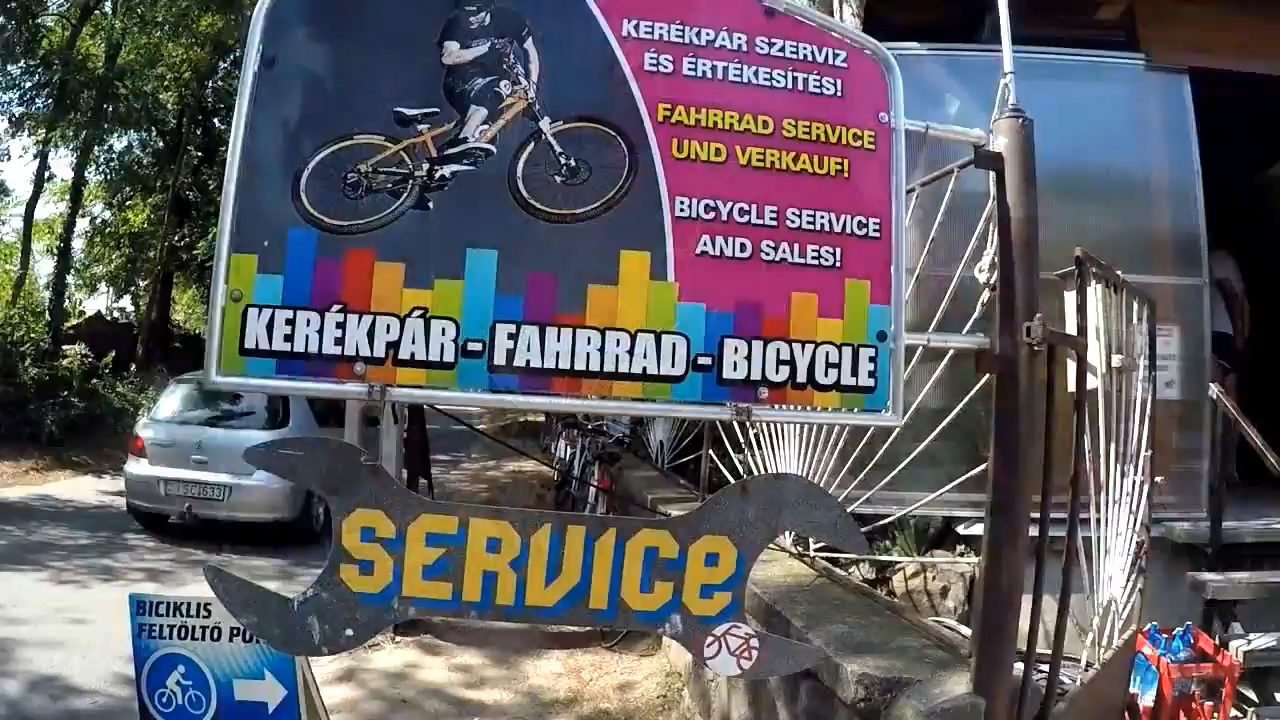 KERÉKPÁR SZERVIZ
ÉS ÉRTÉKESÍTÉS!
FAHRRAD SERVICE
UND VERKAUF!
BICYCLE SERVICE
AND SALES!
KERÉKPÁR - FAHRRAD - BICYCLE
SERVICE
BICIKLIS
FELTÖLTŐ